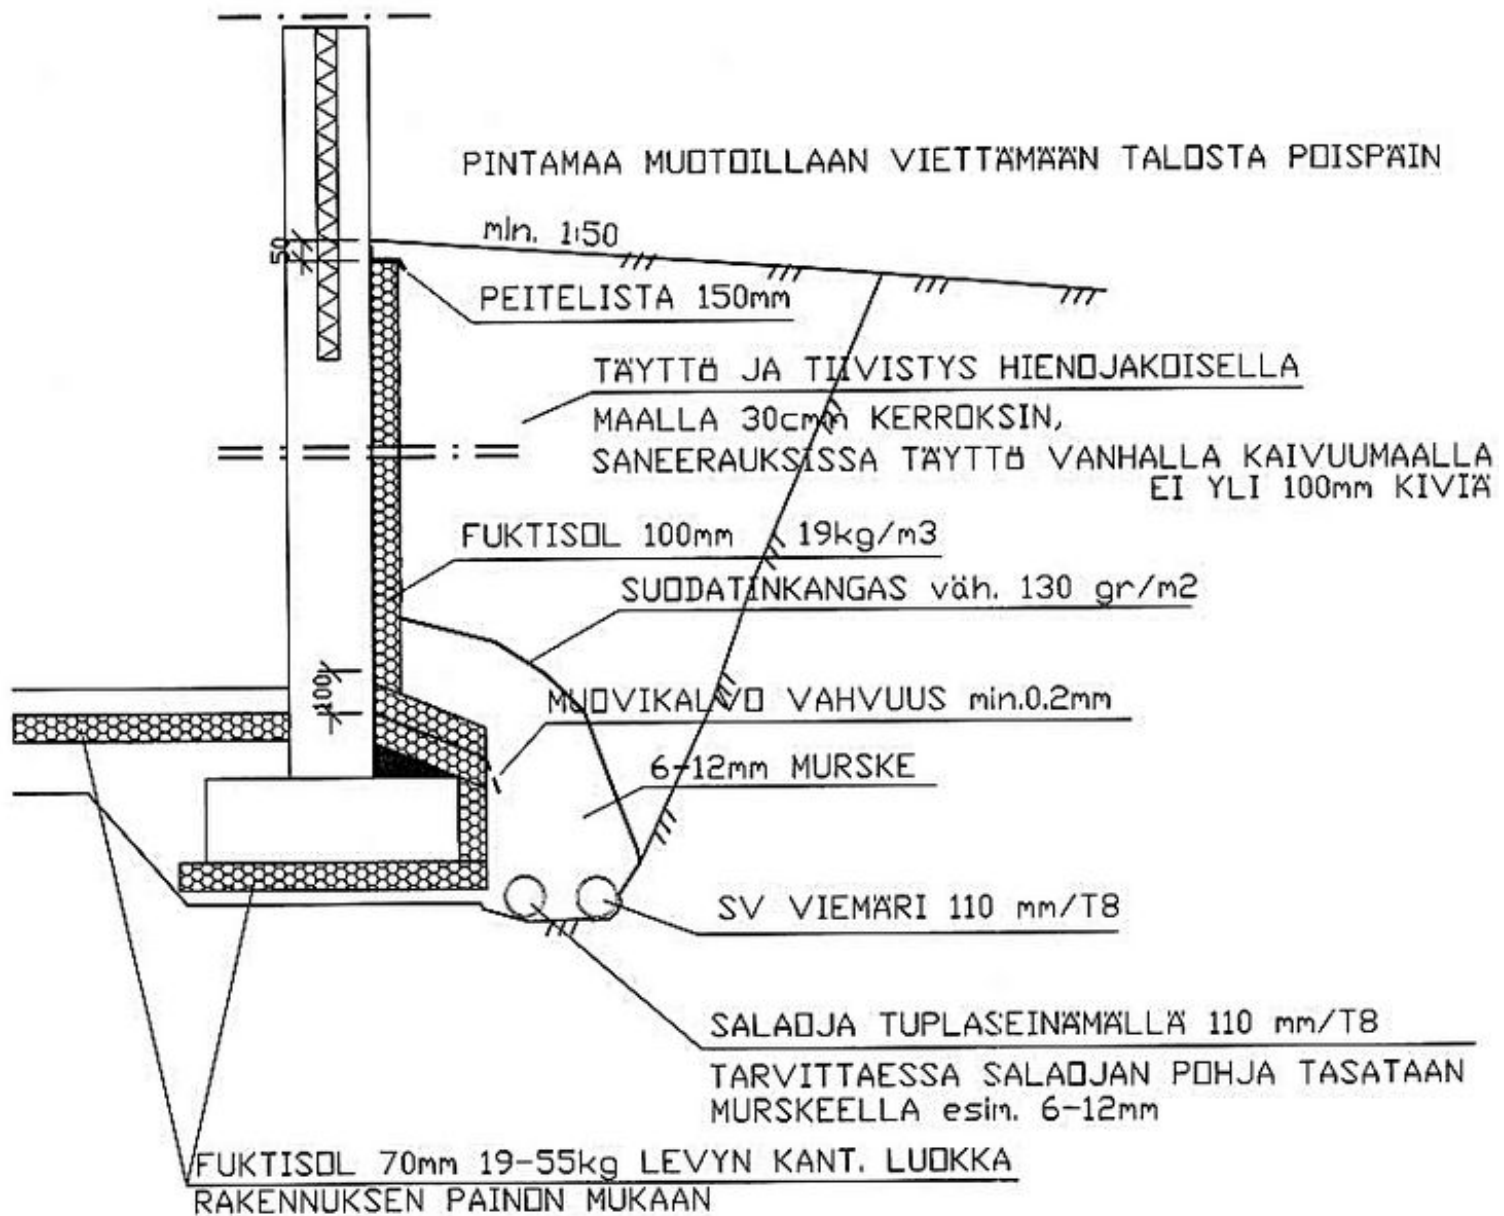 PINTAMAA MUOTOILLAAN VIETTÄMÄÄN TALOSTA POISPÄIN
min. 1:50
50
PEITELISTA 150mm
TÄYTTÖ JA TIIVISTYS HIENOJAKOISELLA
MAALLA 30cmm KERROKSIN,
SANEERAUKSISSA TÄYTTÖ VANHALLA KAIVUUMAALLA
EI YLI 100mm KIVIÄ
FUKTISOL 100mm 19kg/m3
SUODATINKANGAS väh. 130 gr/m2
100
MUOVIKALVO VAHVUUS min.0.2mm
6-12mm MURSKE
SV VIEMÄRI 110 mm/T8
SALAOJA TUPLASEINÄMÄLLÄ 110 mm/T8
TARVITTAESSA SALAOJAN POHJA TASATAAN
MURSKEELLA esim. 6-12mm
FUKTISOL 70mm 19-55kg LEVYN KANT. LUOKKA
RAKENNUKSEN PAINON MUKAAN